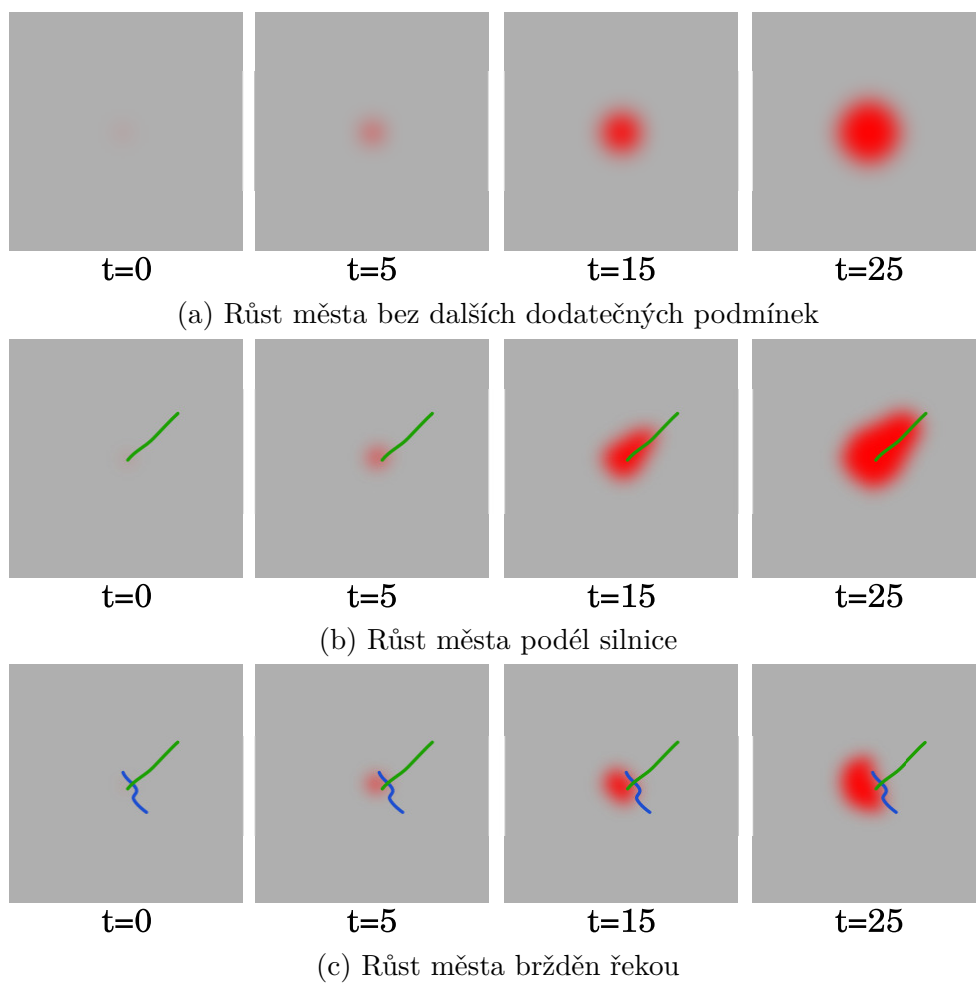 t=0 t=5 t=15 t=25
(a) Růst města bez dalších dodatečných podmínek
t=0 t=5 t=15 t=25
(b) Růst města podél silnice
t=0 t=5 t=15 t=25
(c) Růst města bržděn řekou